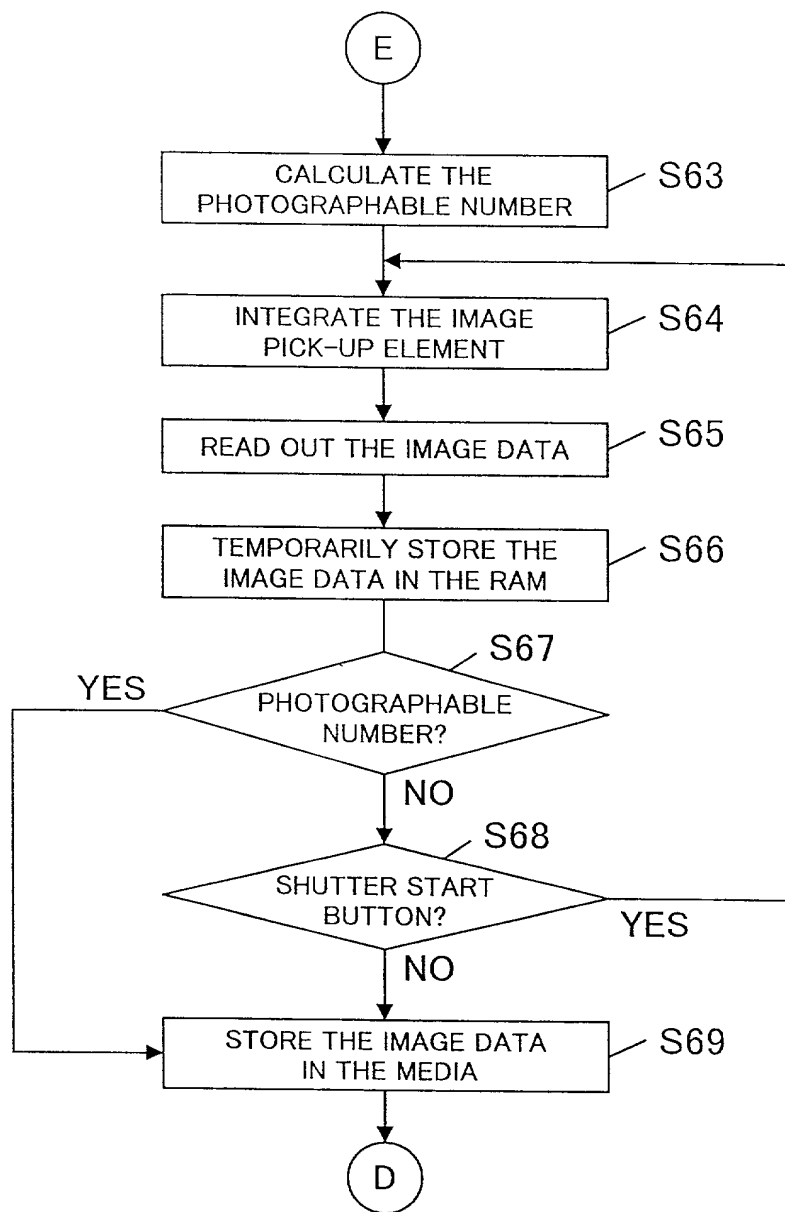 E
CALCULATE THE
PHOTOGRAPHABLE NUMBER
S63
INTEGRATE THE IMAGE
PICK-UP ELEMENT
S64
READ OUT THE IMAGE DATA
S65
TEMPORARILY STORE THE
IMAGE DATA IN THE RAM
S66
S67
YES
PHOTOGRAPHABLE
NUMBER?
NO
S68
SHUTTER START
BUTTON?
YES
NO
STORE THE IMAGE DATA
IN THE MEDIA
S69
D